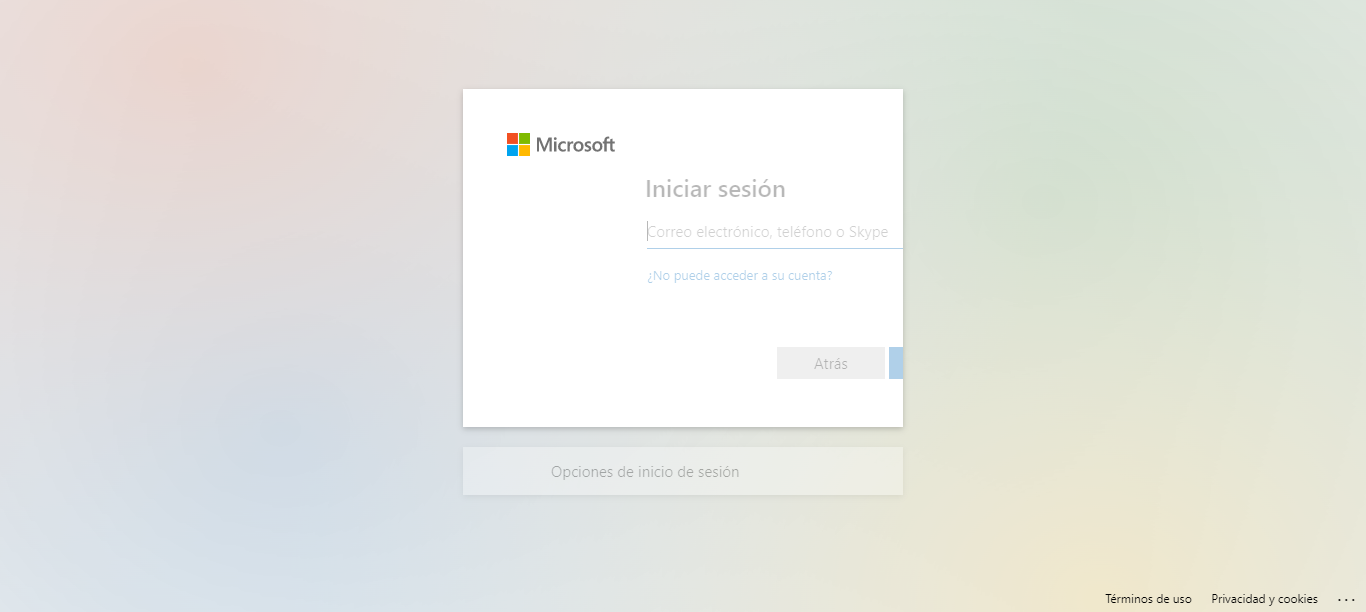 Microsoft
Iniciar sesión
Correo electrónico, teléfono o Skype
¿No puede acceder a su cuenta?
Atrás
Opciones de inicio de sesión
Términos de uso Privacidad y cookies ...